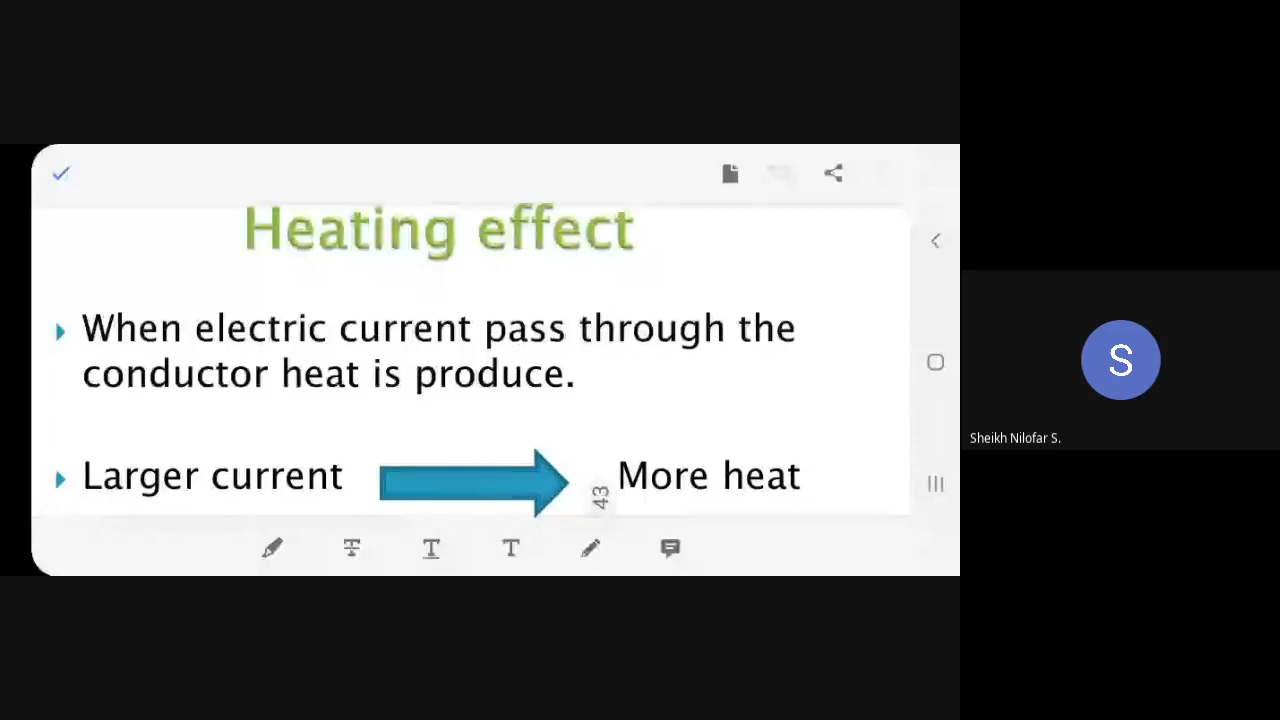 Heating effect
When electric current pass through the
conductor heat is produce.
Larger current More heat
43
S
Sheikh Nilofar S.